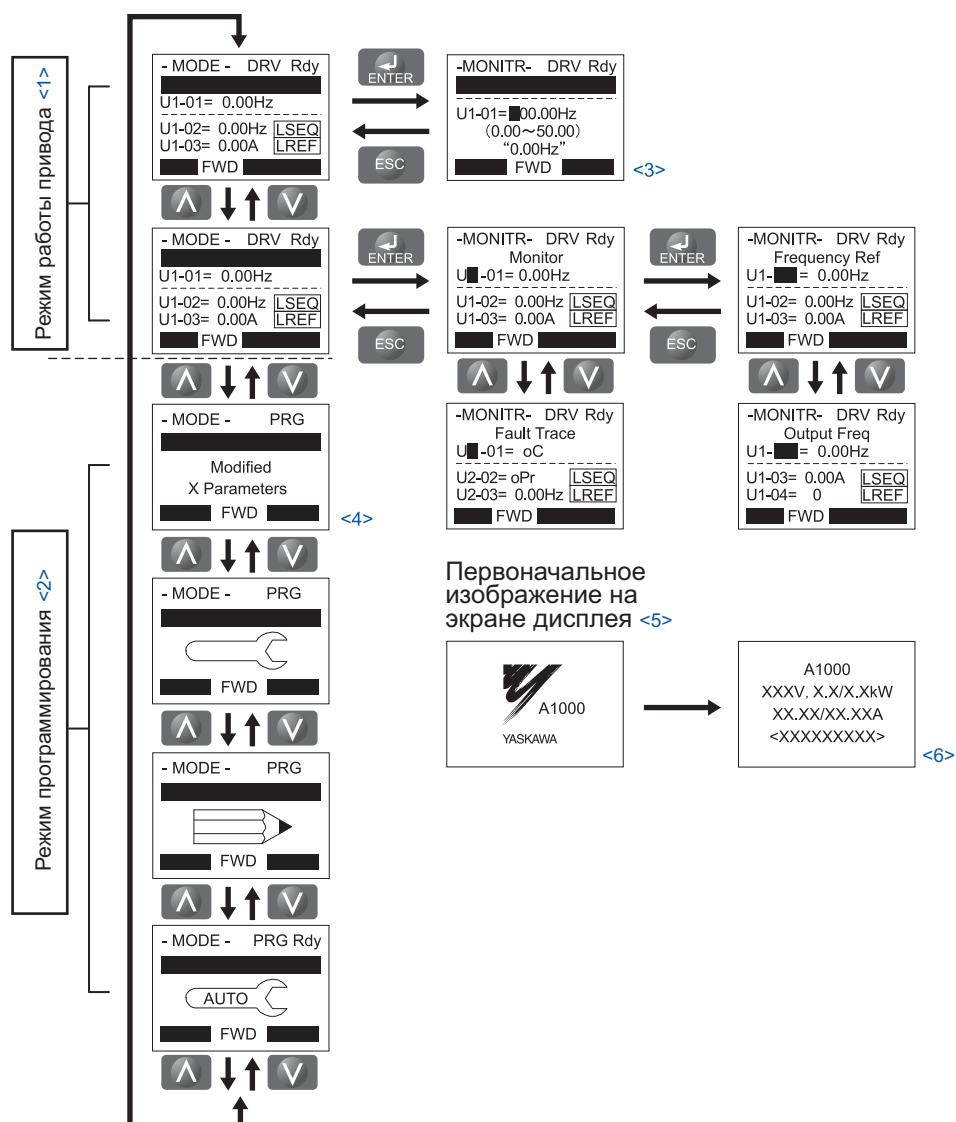 Режим работы привода <1>
- MODE - DRV Rdy
U1-01= 0.00Hz
U1-02= 0.00Hz LSEQ
U1-03= 0.00A LREF
FWD
ENTER
ESC
-MONITR- DRV Rdy
U1-01= 00.00Hz
(0.00~50.00)
“0.00Hz”
FWD
<3>
- MODE - DRV Rdy
U1-01= 0.00Hz
U1-02= 0.00Hz LSEQ
U1-03= 0.00A LREF
FWD
ENTER
ESC
-MONITR- DRV Rdy
Monitor
U -01= 0.00Hz
U1-02= 0.00Hz LSEQ
U1-03= 0.00A LREF
FWD
ENTER
ESC
-MONITR- DRV Rdy
Frequency Ref
U1- = 0.00Hz
U1-02= 0.00Hz LSEQ
U1-03= 0.00A LREF
FWD
-MONITR- DRV Rdy
Fault Trace
U -01= oC
U2-02= oPr LSEQ
U2-03= 0.00Hz LREF
FWD
-MONITR- DRV Rdy
Output Freq
U1- = 0.00Hz
U1-03= 0.00A LSEQ
U1-04= 0 LREF
FWD
Режим программирования <2>
- MODE - PRG
Modified
X Parameters
FWD
<4>
- MODE - PRG
FWD
- MODE - PRG
FWD
- MODE - PRG Rdy
AUTO
FWD
Первоначальное
изображение на
экране дисплея <5>
A1000
YASKAWA
A1000
XXXV, X.X/X.XkW
XX.XX/XX.XXA
<XXXXXXXXX>
<6>